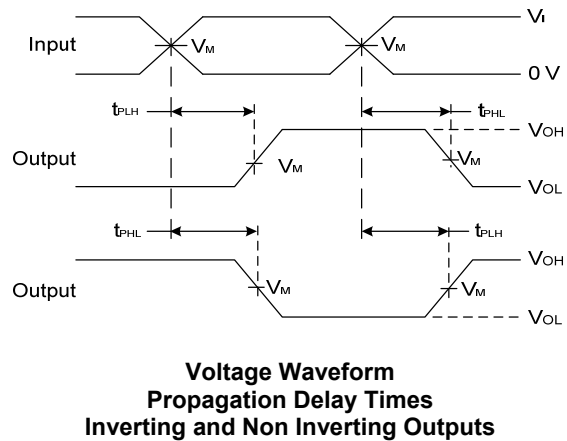 Input
VM
VM
VI
0 V
tPLH
tPHL
Output
VM
VM
VOH
VOL
tPHL
tPLH
Output
VM
VM
VOH
VOL
Voltage Waveform
Propagation Delay Times
Inverting and Non Inverting Outputs